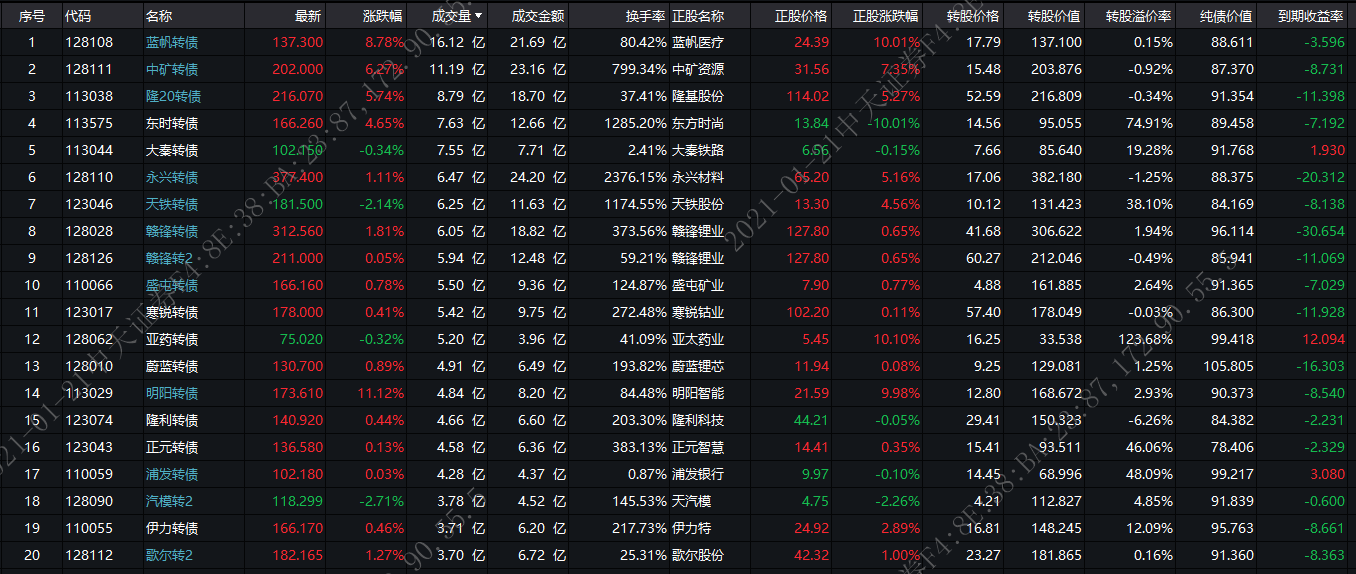 序号 代码 名称 最新 涨跌幅 成交量 成交金额 换手率 正股名称 正股价格 正股涨跌幅 转股价格 转股价值 转股溢价率 纯债价值 到期收益率
1 128108 蓝帆转债 137.300 8.78% 16.12 亿 21.69 亿 80.42% 蓝帆医疗 24.39 10.01% 17.79 137.100 0.15% 88.611 -3.596
2 128111 中矿转债 202.000 6.27% 11.19 亿 23.16 亿 799.34% 中矿资源 31.56 7.35% 15.48 203.876 -0.92% 87.370 -8.731
3 113038 隆20转债 216.070 5.74% 8.79 亿 18.70 亿 37.41% 隆基股份 114.02 5.27% 52.59 216.809 -0.34% 91.354 -11.398
4 113575 东时转债 166.260 4.65% 7.63 亿 12.66 亿 1285.20% 东方时尚 13.84 -10.01% 14.56 95.055 74.91% 89.458 -7.192
5 113044 大秦转债 102.150 -0.34% 7.55 亿 7.71 亿 2.41% 大秦铁路 6.56 -0.15% 7.66 85.640 19.28% 91.768 1.930
6 128110 永兴转债 377.400 1.11% 6.47 亿 24.20 亿 2376.15% 永兴材料 65.20 5.16% 17.06 382.180 -1.25% 88.375 -20.312
7 123046 天铁转债 181.500 -2.14% 6.25 亿 11.63 亿 1174.55% 天铁股份 13.30 4.56% 10.12 131.423 38.10% 84.169 -8.138
8 128028 赣锋转债 312.560 1.81% 6.05 亿 18.82 亿 373.56% 赣锋锂业 127.80 0.65% 41.68 306.622 1.94% 96.114 -30.654
9 128126 赣锋转2 211.000 0.05% 5.94 亿 12.48 亿 59.21% 赣锋锂业 127.80 0.65% 60.27 212.046 -0.49% 85.941 -11.069
10 110066 盛屯转债 166.160 0.78% 5.50 亿 9.36 亿 124.87% 盛屯矿业 7.90 0.77% 4.88 161.885 2.64% 91.365 -7.029
11 123017 寒锐转债 178.000 0.41% 5.42 亿 9.75 亿 272.48% 寒锐钴业 102.20 0.11% 57.40 178.049 -0.03% 86.300 -11.928
12 128062 亚药转债 75.020 -0.32% 5.20 亿 3.96 亿 41.09% 亚太药业 5.45 10.10% 16.25 33.538 123.68% 99.418 12.094
13 128010 蔚蓝转债 130.700 0.89% 4.91 亿 6.49 亿 193.82% 蔚蓝锂芯 11.94 0.08% 9.25 129.081 1.25% 105.805 -16.303
14 113029 明阳转债 173.610 11.12% 4.84 亿 8.20 亿 84.48% 明阳智能 21.59 9.98% 12.80 168.672 2.93% 90.373 -8.540
15 123074 隆利转债 140.920 0.44% 4.66 亿 6.60 亿 203.30% 隆利科技 44.21 -0.05% 29.41 150.323 -6.26% 84.382 -2.231
16 123043 正元转债 136.580 0.13% 4.58 亿 6.36 亿 383.13% 正元智慧 14.41 0.35% 15.41 93.511 46.06% 78.406 -2.329
17 110059 浦发转债 102.180 0.03% 4.28 亿 4.37 亿 0.87% 浦发银行 9.97 -0.10% 14.45 68.996 48.09% 99.217 3.080
18 128090 汽模转2 118.299 -2.71% 3.78 亿 4.52 亿 145.53% 天汽模 4.75 -2.26% 4.21 112.827 4.85% 91.839 -0.600
19 110055 伊力转债 166.170 0.46% 3.71 亿 6.20 亿 217.73% 伊力特 24.92 2.89% 16.81 148.245 12.09% 95.763 -8.661
20 128112 歌尔转2 182.165 1.27% 3.70 亿 6.72 亿 25.31% 歌尔股份 42.32 1.00% 23.27 181.865 0.16% 91.360 -8.363
2021-01-21中天证券F4:8E:38:BA:23:87,172.90.55.5